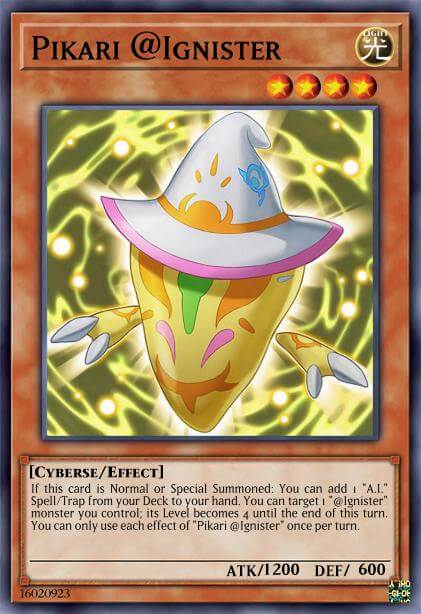 Pikari @Ignister
LIGHT
光
[Cyberse/Effect]
If this card is Normal or Special Summoned: You can add 1 "A.I."
Spell/Trap from your Deck to your hand. You can target 1 "@Ignister"
monster you control; its Level becomes 4 until the end of this turn.
You can only use each effect of "Pikari @Ignister" once per turn.
ATK/1200 DEF/ 600
16020923